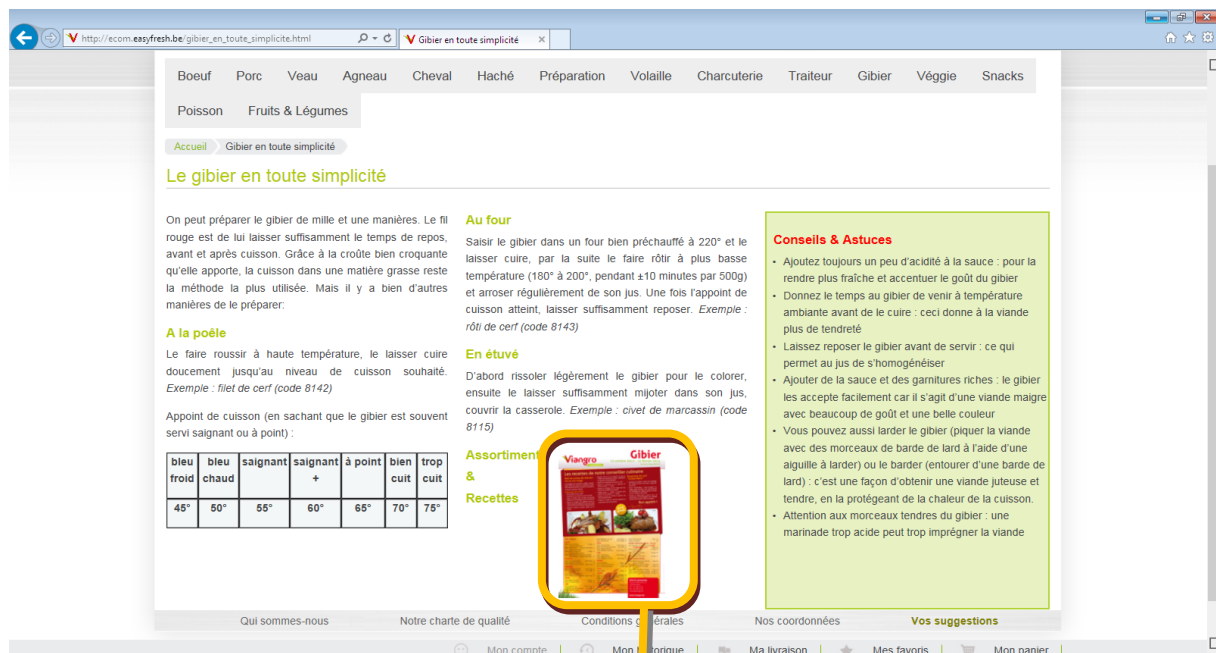 http://ecom.easyfresh.be/gibier_en_toute_simplicite.html
Gibier en toute simplicité
Boeuf Porc Veau Agneau Cheval Haché Préparation Volaille Charcuterie Traiteur Gibier Véggie Snacks
Poisson Fruits & Légumes
Accueil Gibier en toute simplicité
Le gibier en toute simplicité
On peut préparer le gibier de mille et une manières. Le fil
rouge est de lui laisser suffisamment le temps de repos,
avant et après cuisson. Grâce à la croûte bien croquante
qu'elle apporte, la cuisson dans une matière grasse reste
la méthode la plus utilisée. Mais il y a bien d'autres
manières de le préparer:
A la poêle
Le faire roussir à haute température, le laisser cuire
doucement jusqu'au niveau de cuisson souhaité.
Exemple : filet de cerf (code 8142)
Appoint de cuisson (en sachant que le gibier est souvent
servi saignant ou à point) :
bleu froid bleu chaud saignant saignant + à point bien cuit trop cuit
45° 50° 55° 60° 65° 70° 75°
Au four
Saisir le gibier dans un four bien préchauffé à 220° et le
laisser cuire, par la suite le faire rôtir à plus basse
température (180° à 200°, pendant ±10 minutes par 500g)
et arroser régulièrement de son jus. Une fois l'appoint de
cuisson atteint, laisser suffisamment reposer. Exemple :
rôti de cerf (code 8143)
En étuvé
D'abord rissoler légèrement le gibier pour le colorer,
ensuite le laisser suffisamment mijoter dans son jus,
couvrir la casserole. Exemple : civet de marcassin (code
8115)
Assortiment
&
Recettes
Viangro
Gibier
Conseils & Astuces
• Ajoutez toujours un peu d'acidité à la sauce : pour la
rendre plus fraîche et accentuer le goût du gibier
• Donnez le temps au gibier de venir à température
ambiante avant de le cuire : ceci donne à la viande
plus de tendreté
• Laissez reposer le gibier avant de servir : ce qui
permet au jus de s'homogénéiser
• Ajouter de la sauce et des garnitures riches : le gibier
les accepte facilement car il s'agit d'une viande maigre
avec beaucoup de goût et une belle couleur
• Vous pouvez aussi larder le gibier (piquer la viande
avec des morceaux de barde de lard à l'aide d'une
aiguille à larder) ou le barder (entourer d'une barde de
lard) : c'est une façon d'obtenir une viande juteuse et
tendre, en la protégeant de la chaleur de la cuisson.
• Attention aux morceaux tendres du gibier : une
marinade trop acide peut trop imprégner la viande
Qui sommes-nous Notre charte de qualité Conditions générales Nos coordonnées Vos suggestions
Mon compte Mon historique Ma livraison Mes favoris Mon panier